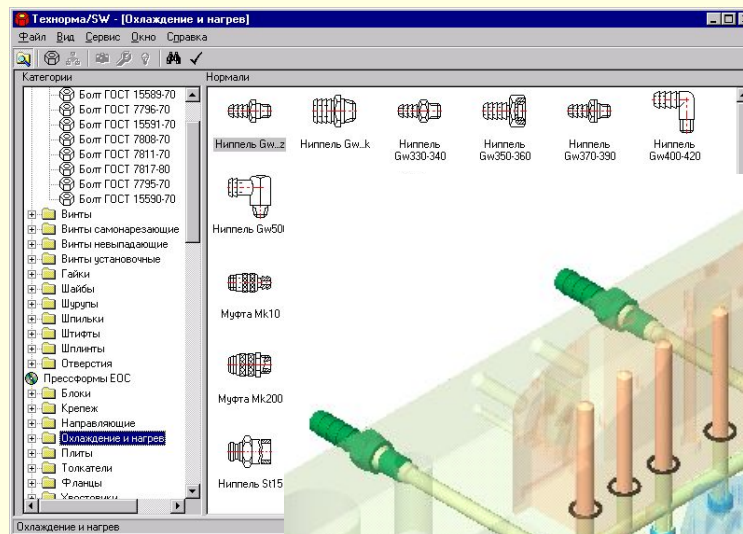 Технорма/SW - [Охлаждение и нагрев]
Файл Вид Сервис Окно Справка
Категории
Нормали
Болт ГОСТ 15589-70
Болт ГОСТ 7796-70
Болт ГОСТ 15591-70
Болт ГОСТ 7808-70
Болт ГОСТ 7811-70
Болт ГОСТ 7817-80
Болт ГОСТ 7795-70
Болт ГОСТ 15590-70
Винты
Винты самонарезающие
Винты невыпадающие
Винты установочные
Гайки
Шайбы
Шурупы
Шпильки
Штифты
Шплинты
Отверстия
Прессформы ЕОС
Блоки
Крепеж
Направляющие
Охлаждение и нагрев
Плиты
Толкатели
Фланцы
Хвостовики
Ниппель Gw..z
Ниппель Gw..k
Ниппель
Gw330-340
Ниппель
Gw350-360
Ниппель
Gw370-390
Ниппель
Gw400-420
Ниппель Gw500
Муфта Mk10
Муфта Mk200
Ниппель St15
Охлаждение и нагрев